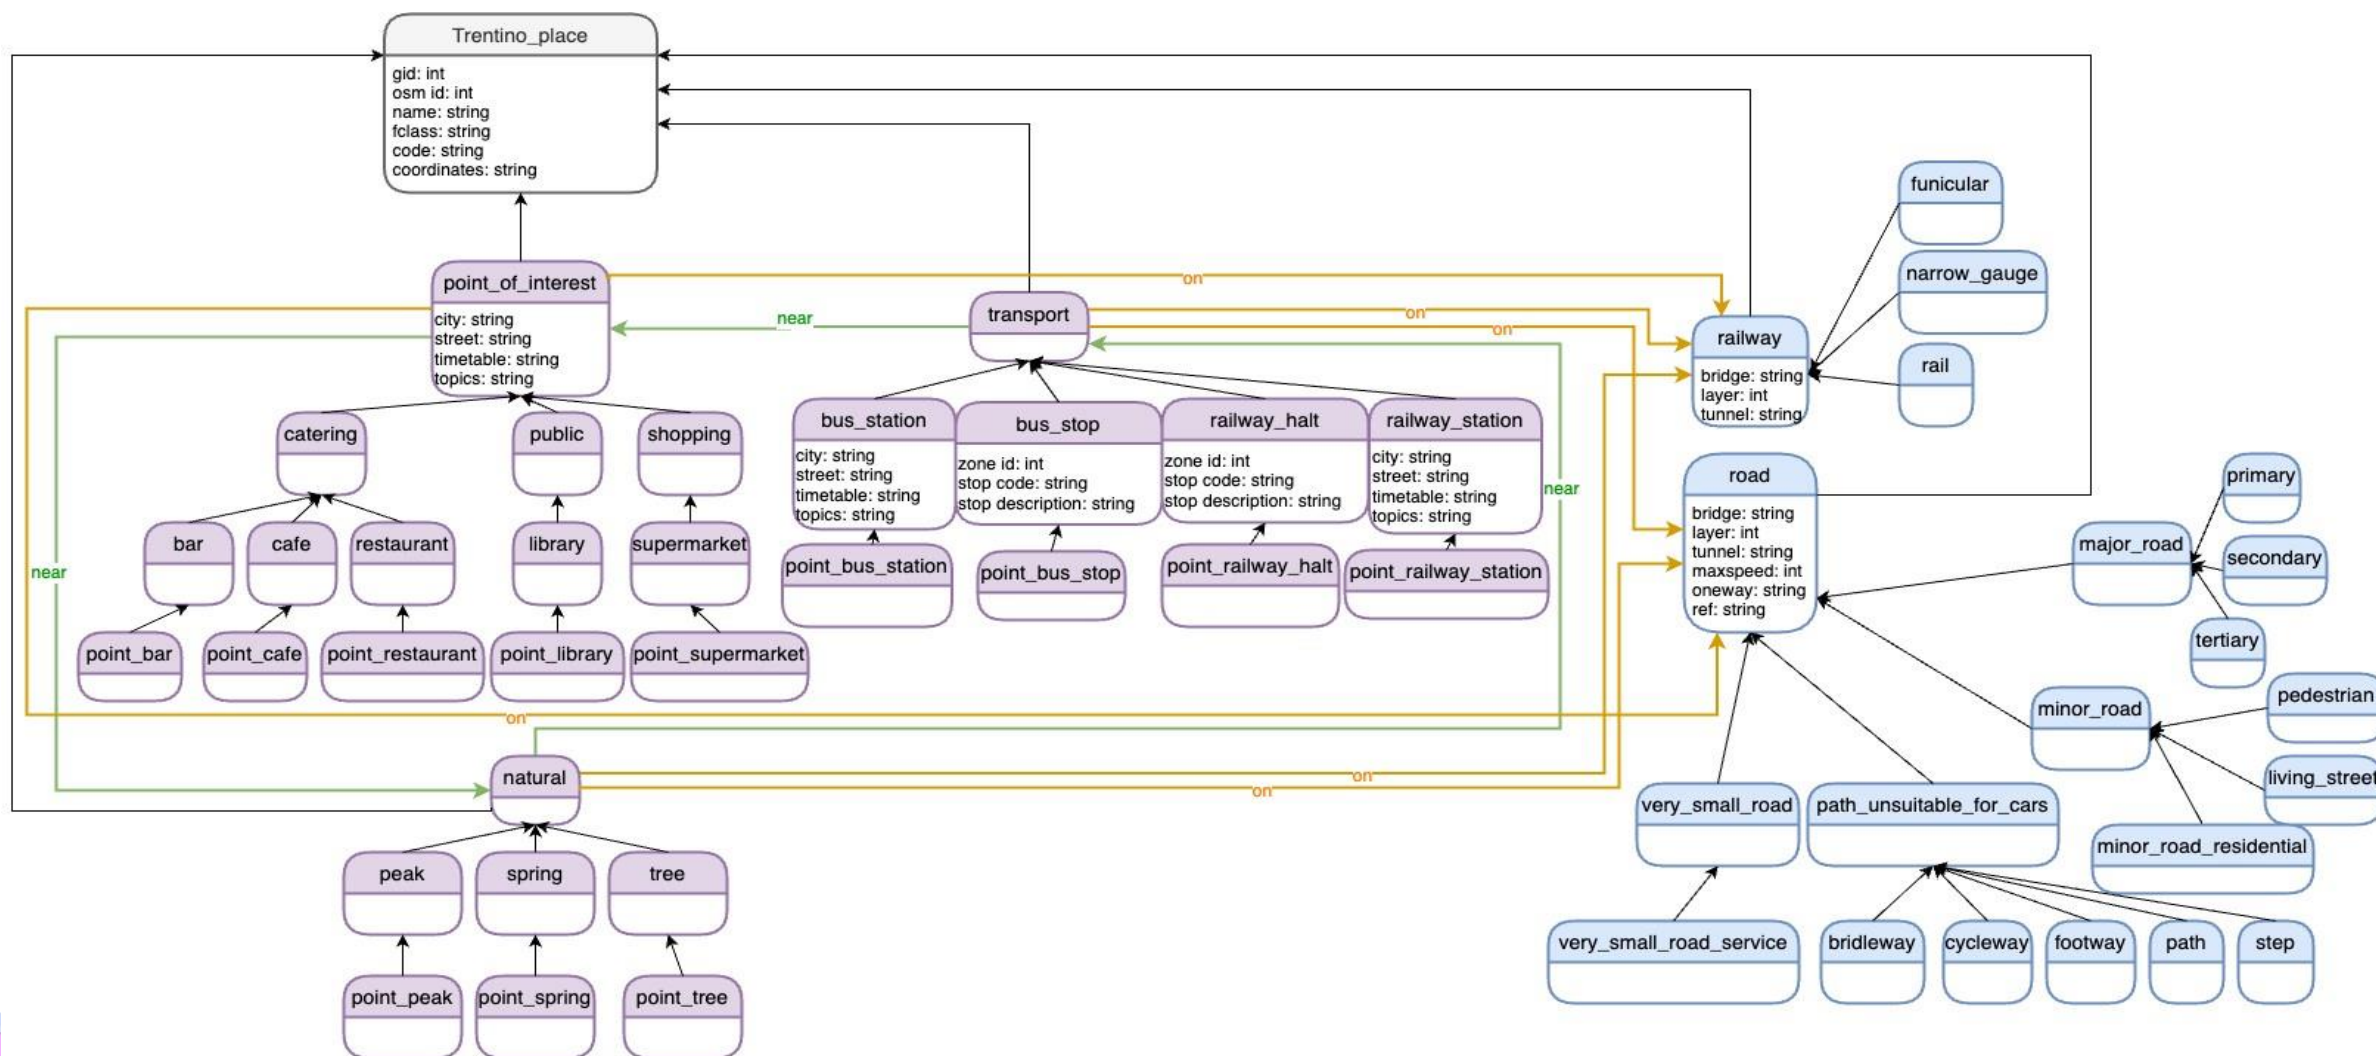 Trentino_place
gid: int
osm id: int
name: string
fclass: string
code: string
coordinates: string
funicular
narrow_gauge
rail
point_of_interest
city: string
street: string
timetable: string
topics: string
on
near
transport
on
on
railway
bridge: string
layer: int
tunnel: string
catering
public
shopping
bus_station
city: string
street: string
timetable: string
topics: string
bus_stop
zone id: int
stop code: string
stop description: string
railway_halt
zone id: int
stop code: string
stop description: string
railway_station
city: string
street: string
timetable: string
topics: string
near
road
bridge: string
layer: int
tunnel: string
maxspeed: int
oneway: string
ref: string
primary
major_road
secondary
tertiary
bar
cafe
restaurant
library
supermarket
point_bus_station
point_bus_stop
point_railway_halt
point_railway_station
near
point_bar
point_cafe
point_restaurant
point_library
point_supermarket
on
minor_road
pedestrian
living_street
minor_road_residential
natural
on
on
very_small_road
path_unsuitable_for_cars
peak
spring
tree
very_small_road_service
bridleway
cycleway
footway
path
step
point_peak
point_spring
point_tree